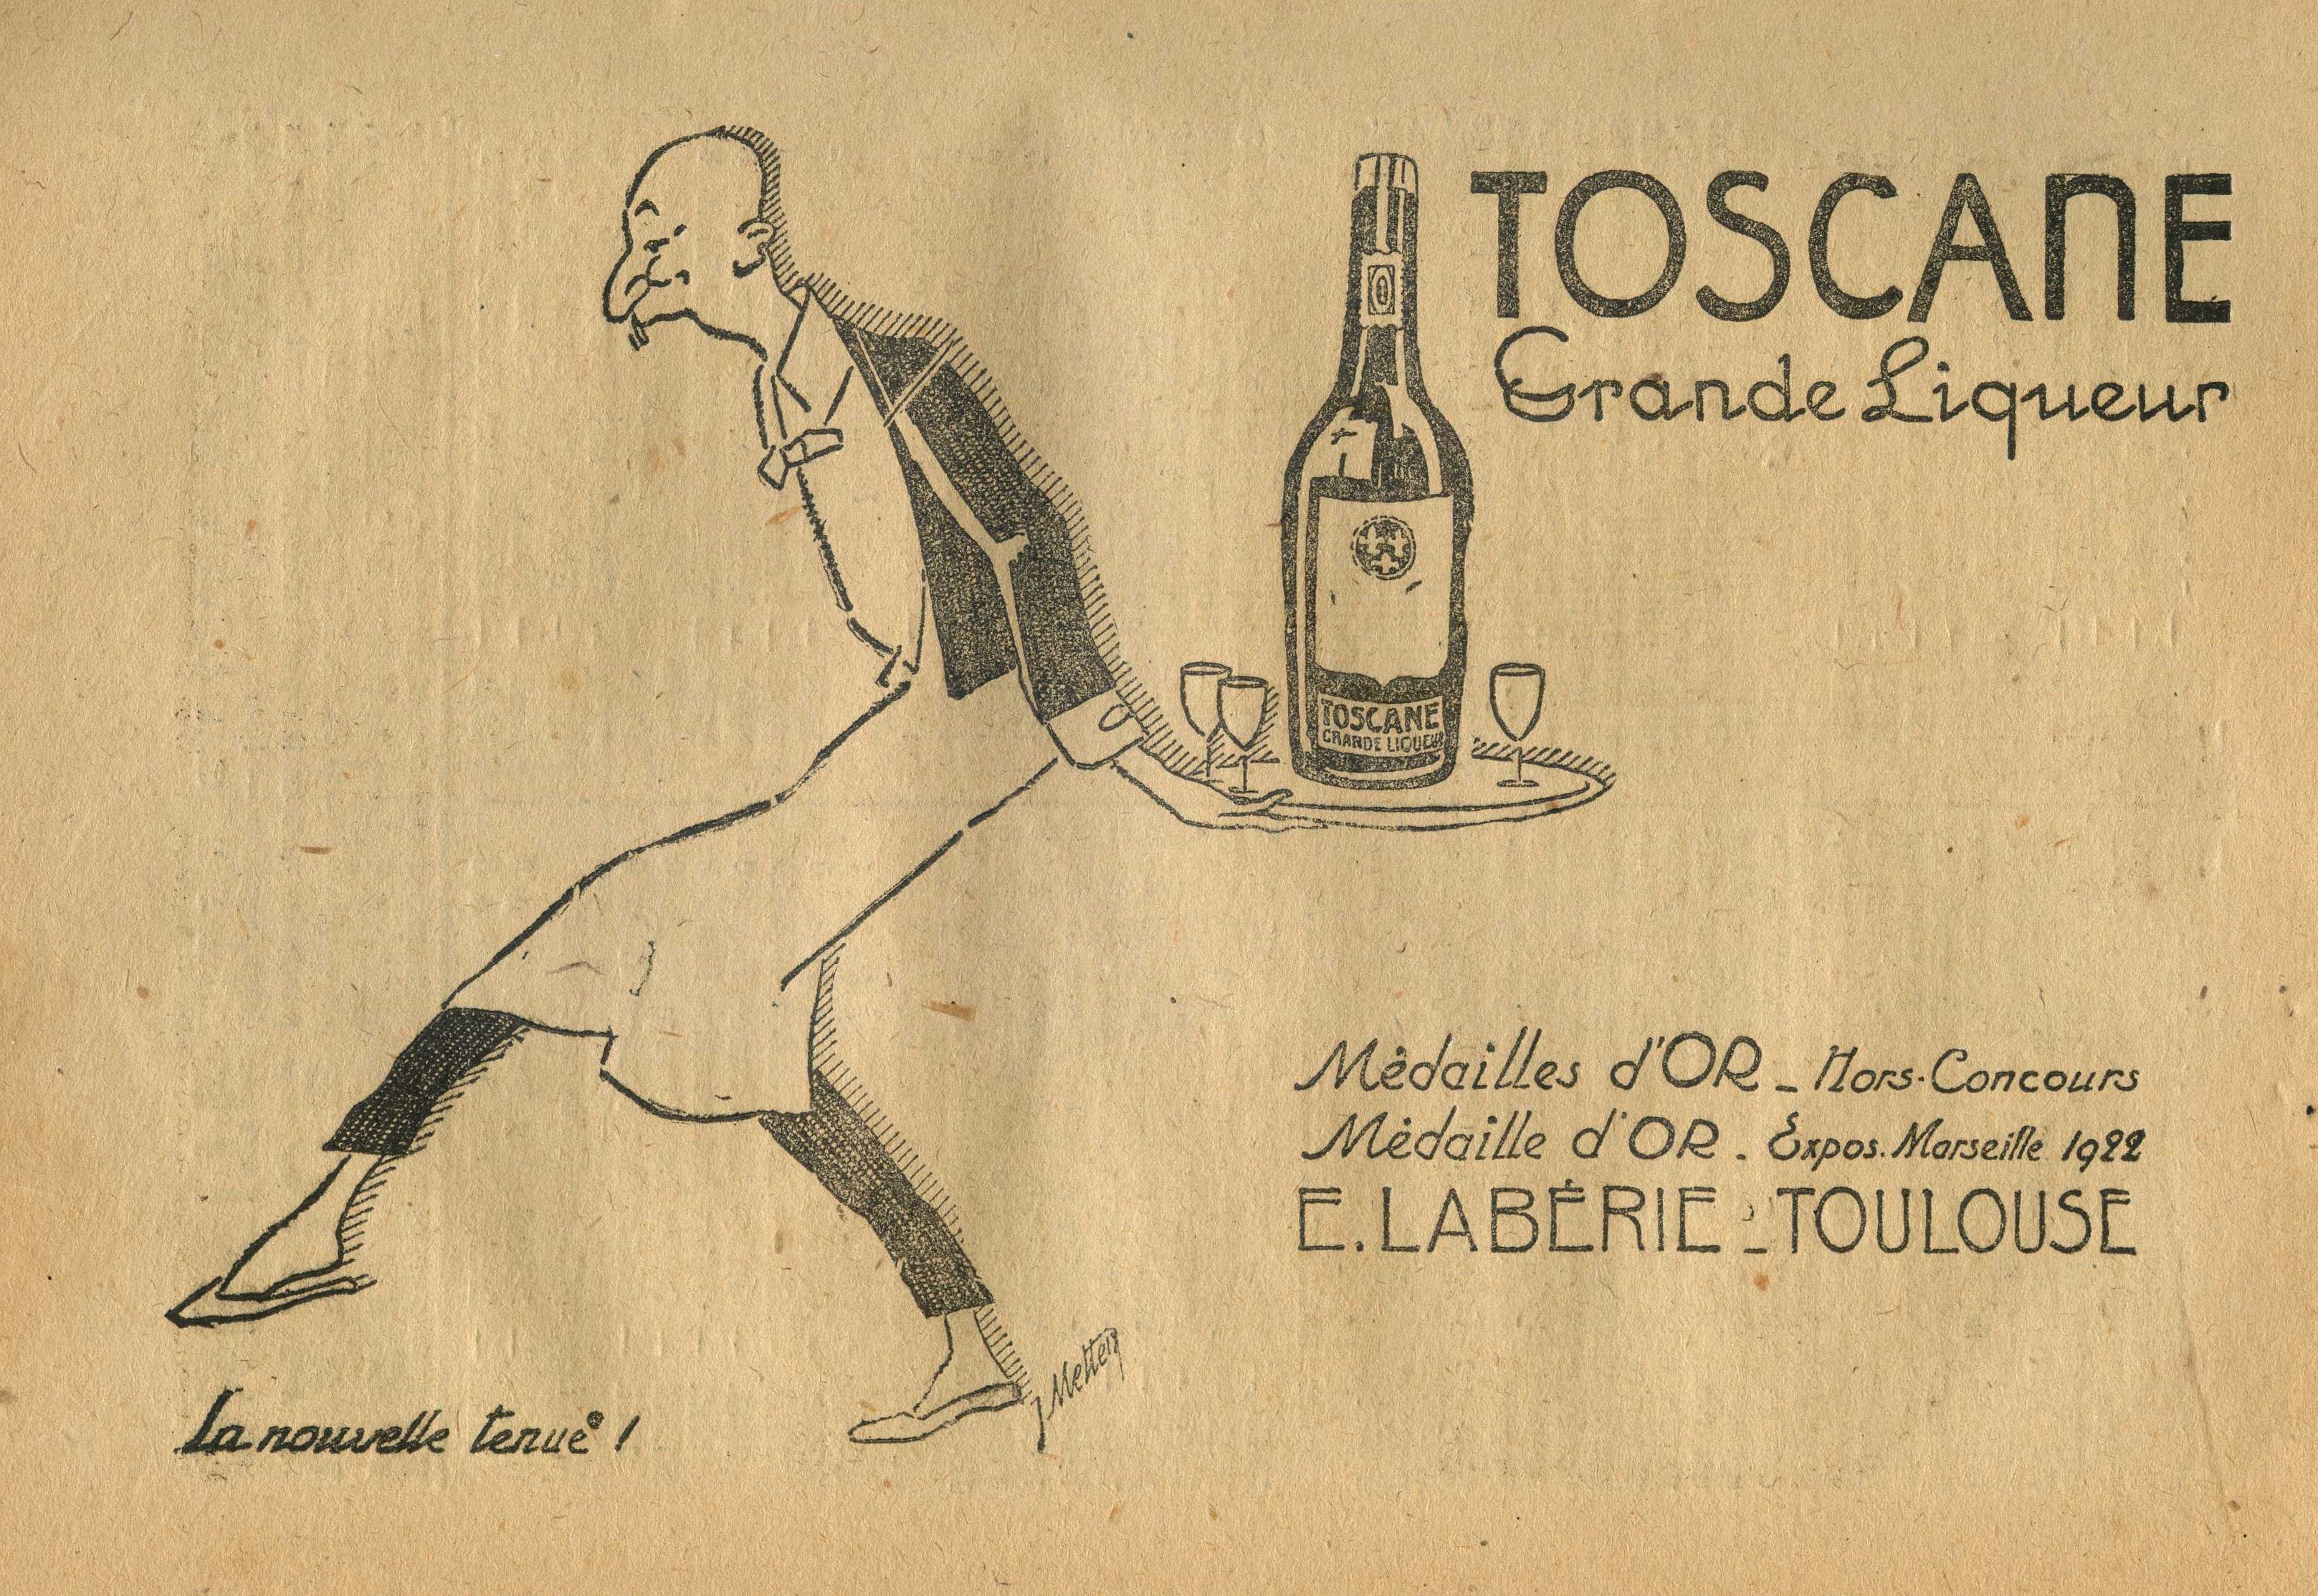 TOSCANE
Grande Liqueur
TOSCANE
GRANDE LIQUEUR
Médailles d'OR - Hors-Concours
Médaille d'OR - Expos. Marseille 1922
E. LABÉRIE - TOULOUSE
La nouvelle tenue !